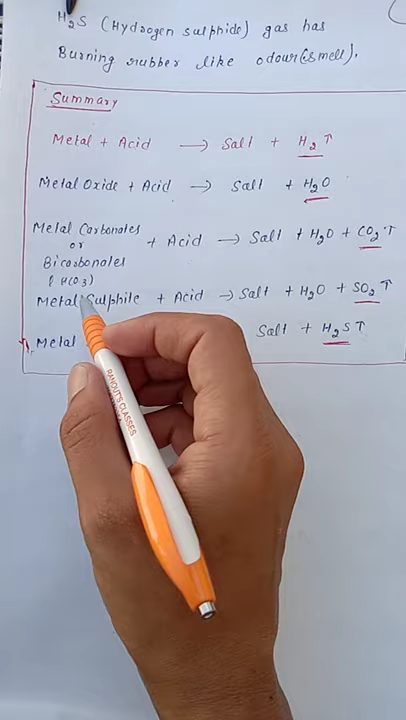 H₂S (Hydrogen sulphide) gas has
Burning rubber like odour (smell).
Summary
Metal + Acid → Salt + H₂↑
Metal Oxide + Acid → Salt + H₂O
Metal Carbonates
or
Bicarbonates + Acid → Salt + H₂O + CO₂↑
(HCO₃)
Metal Sulphite + Acid → Salt + H₂O + SO₂↑
Metal Salt + H₂S↑
RAHOUTS CLASSES